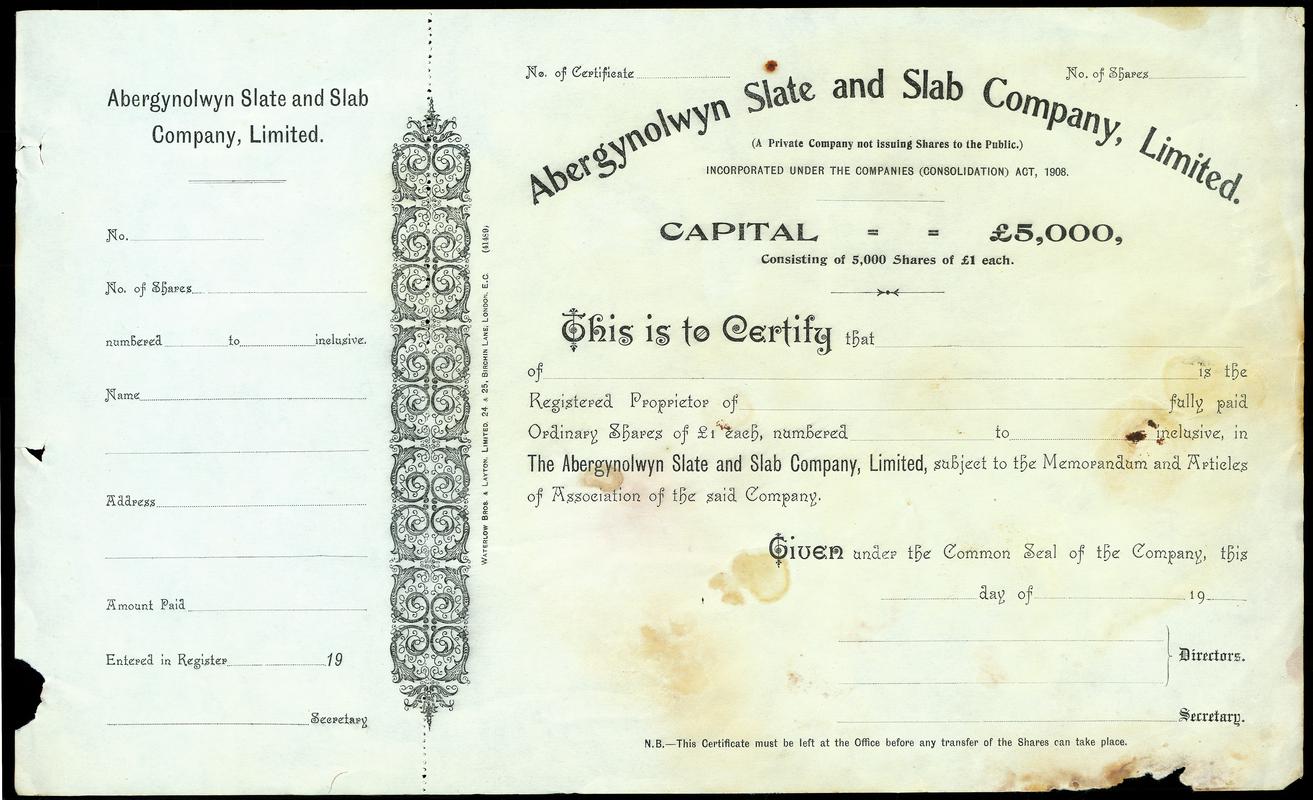 Abergynolwyn Slate and Slab
Company, Limited.
No.
No. of Shares
numbered to inclusive.
Name
Address
Amount Paid
Entered in Register 19
Secretary
WATERLOW BROS. & LAYTON, LIMITED, 24 & 25, BIRCHIN LANE, LONDON, E.C. (41489)
No. of Certificate No. of Shares
Abergynolwyn Slate and Slab Company, Limited.
(A Private Company not issuing Shares to the Public.)
INCORPORATED UNDER THE COMPANIES (CONSOLIDATION) ACT, 1908.
CAPITAL = = £5,000,
Consisting of 5,000 Shares of £1 each.
This is to Certify that
of is the
Registered Proprietor of fully paid
Ordinary Shares of £1 each, numbered to inclusive, in
The Abergynolwyn Slate and Slab Company, Limited, subject to the Memorandum and Articles
of Association of the said Company.
Given under the Common Seal of the Company, this
day of 19
Directors.
Secretary.
N.B.—This Certificate must be left at the Office before any transfer of the Shares can take place.